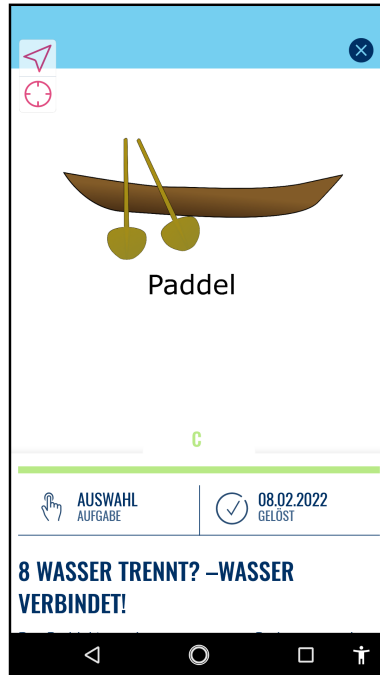 Paddel
C
AUSWAHL
AUFGABE
08.02.2022
GELÖST
8 WASSER TRENNT? –WASSER
VERBINDET!